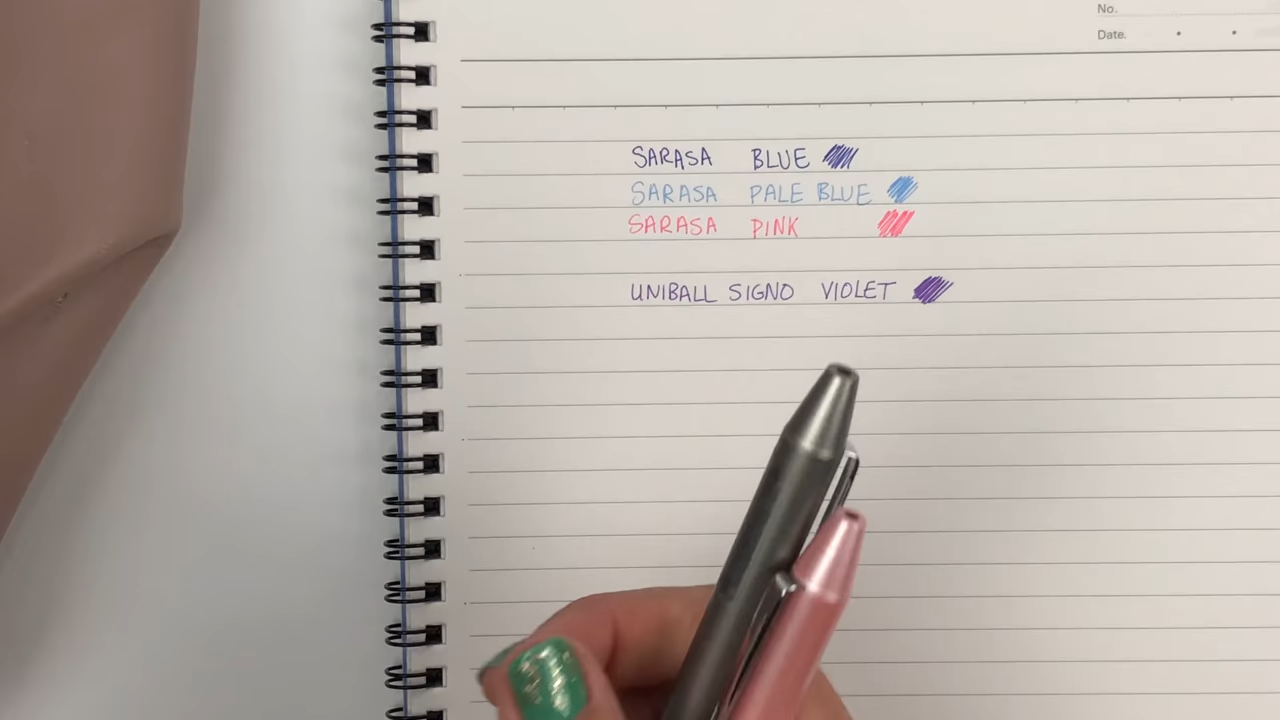 No.
Date.
SARASA BLUE
SARASA PALE BLUE
SARASA PINK
UNIBALL SIGNO VIOLET